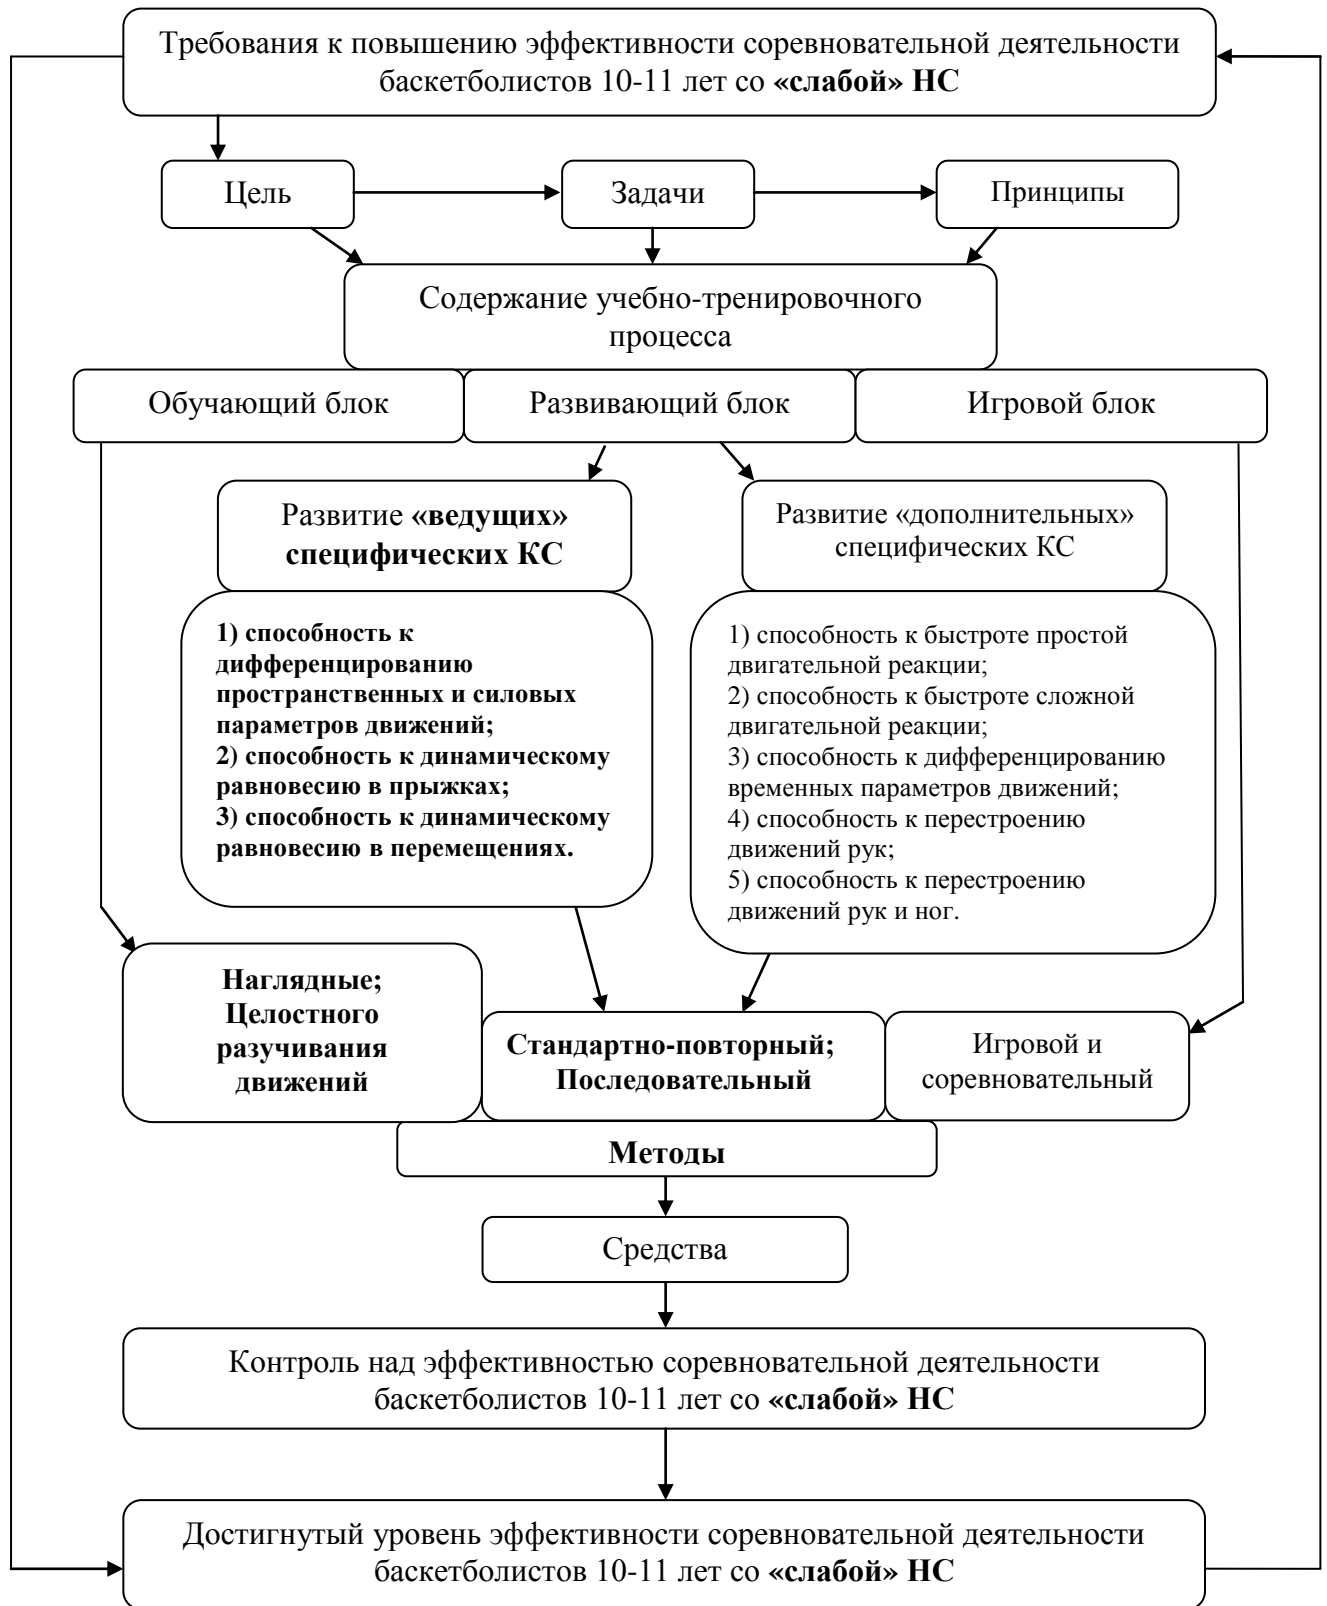 Требования к повышению эффективности соревновательной деятельности
баскетболистов 10-11 лет со «слабой» НС
Цель
Задачи
Принципы
Содержание учебно-тренировочного
процесса
Обучающий блок
Развивающий блок
Игровой блок
Развитие «ведущих»
специфических КС
Развитие «дополнительных»
специфических КС
1) способность к
дифференцированию
пространственных и силовых
параметров движений;
2) способность к динамическому
равновесию в прыжках;
3) способность к динамическому
равновесию в перемещениях.
1) способность к быстроте простой
двигательной реакции;
2) способность к быстроте сложной
двигательной реакции;
3) способность к дифференцированию
временных параметров движений;
4) способность к перестроению
движений рук;
5) способность к перестроению
движений рук и ног.
Наглядные;
Целостного
разучивания
движений
Стандартно-повторный;
Последовательный
Игровой и
соревновательный
Методы
Средства
Контроль над эффективностью соревновательной деятельности
баскетболистов 10-11 лет со «слабой» НС
Достигнутый уровень эффективности соревновательной деятельности
баскетболистов 10-11 лет со «слабой» НС